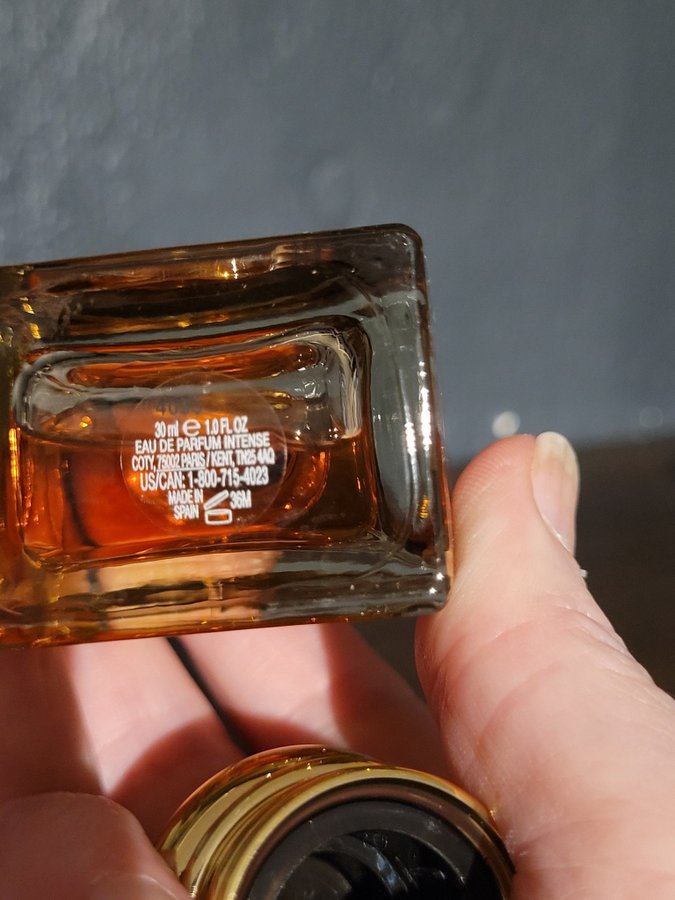 30 ml e 1.0 FL OZ
EAU DE PARFUM INTENSE
COTY, 75002 PARIS / KENT, TN25 4AQ
US/CAN: 1-800-715-4023
MADE IN
SPAIN
36M